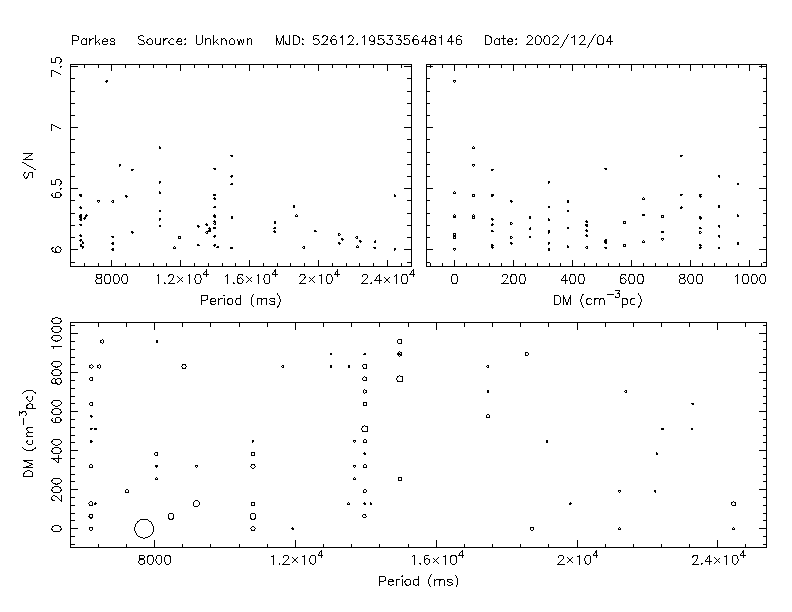 Parkes Source: Unknown MJD: 52612.195335648146 Date: 2002/12/04
7.5
7
6.5
6
S/N
8000 1.2×10⁴ 1.6×10⁴ 2×10⁴ 2.4×10⁴
Period (ms)
0 200 400 600 800 1000
DM (cm⁻³pc)
1000
800
600
400
200
0
DM (cm⁻³pc)
8000 1.2×10⁴ 1.6×10⁴ 2×10⁴ 2.4×10⁴
Period (ms)